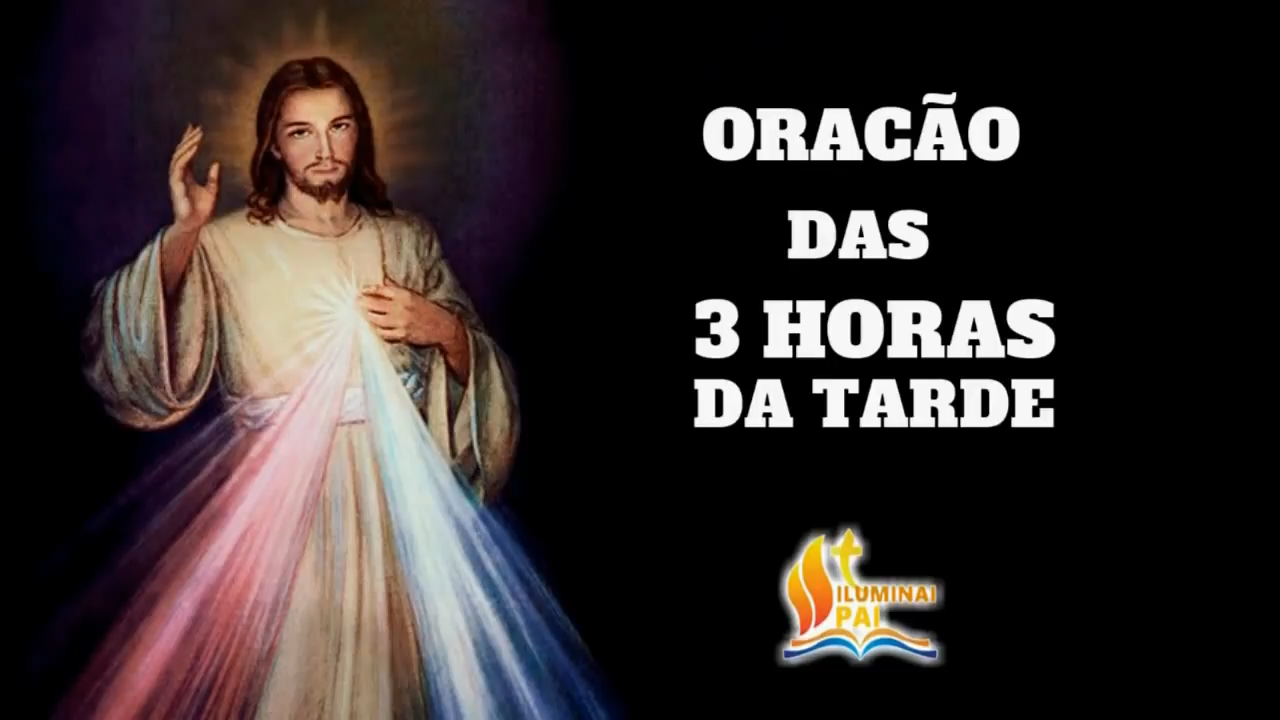 ORACÃO
DAS
3 HORAS
DA TARDE
ILUMINAI
PAI